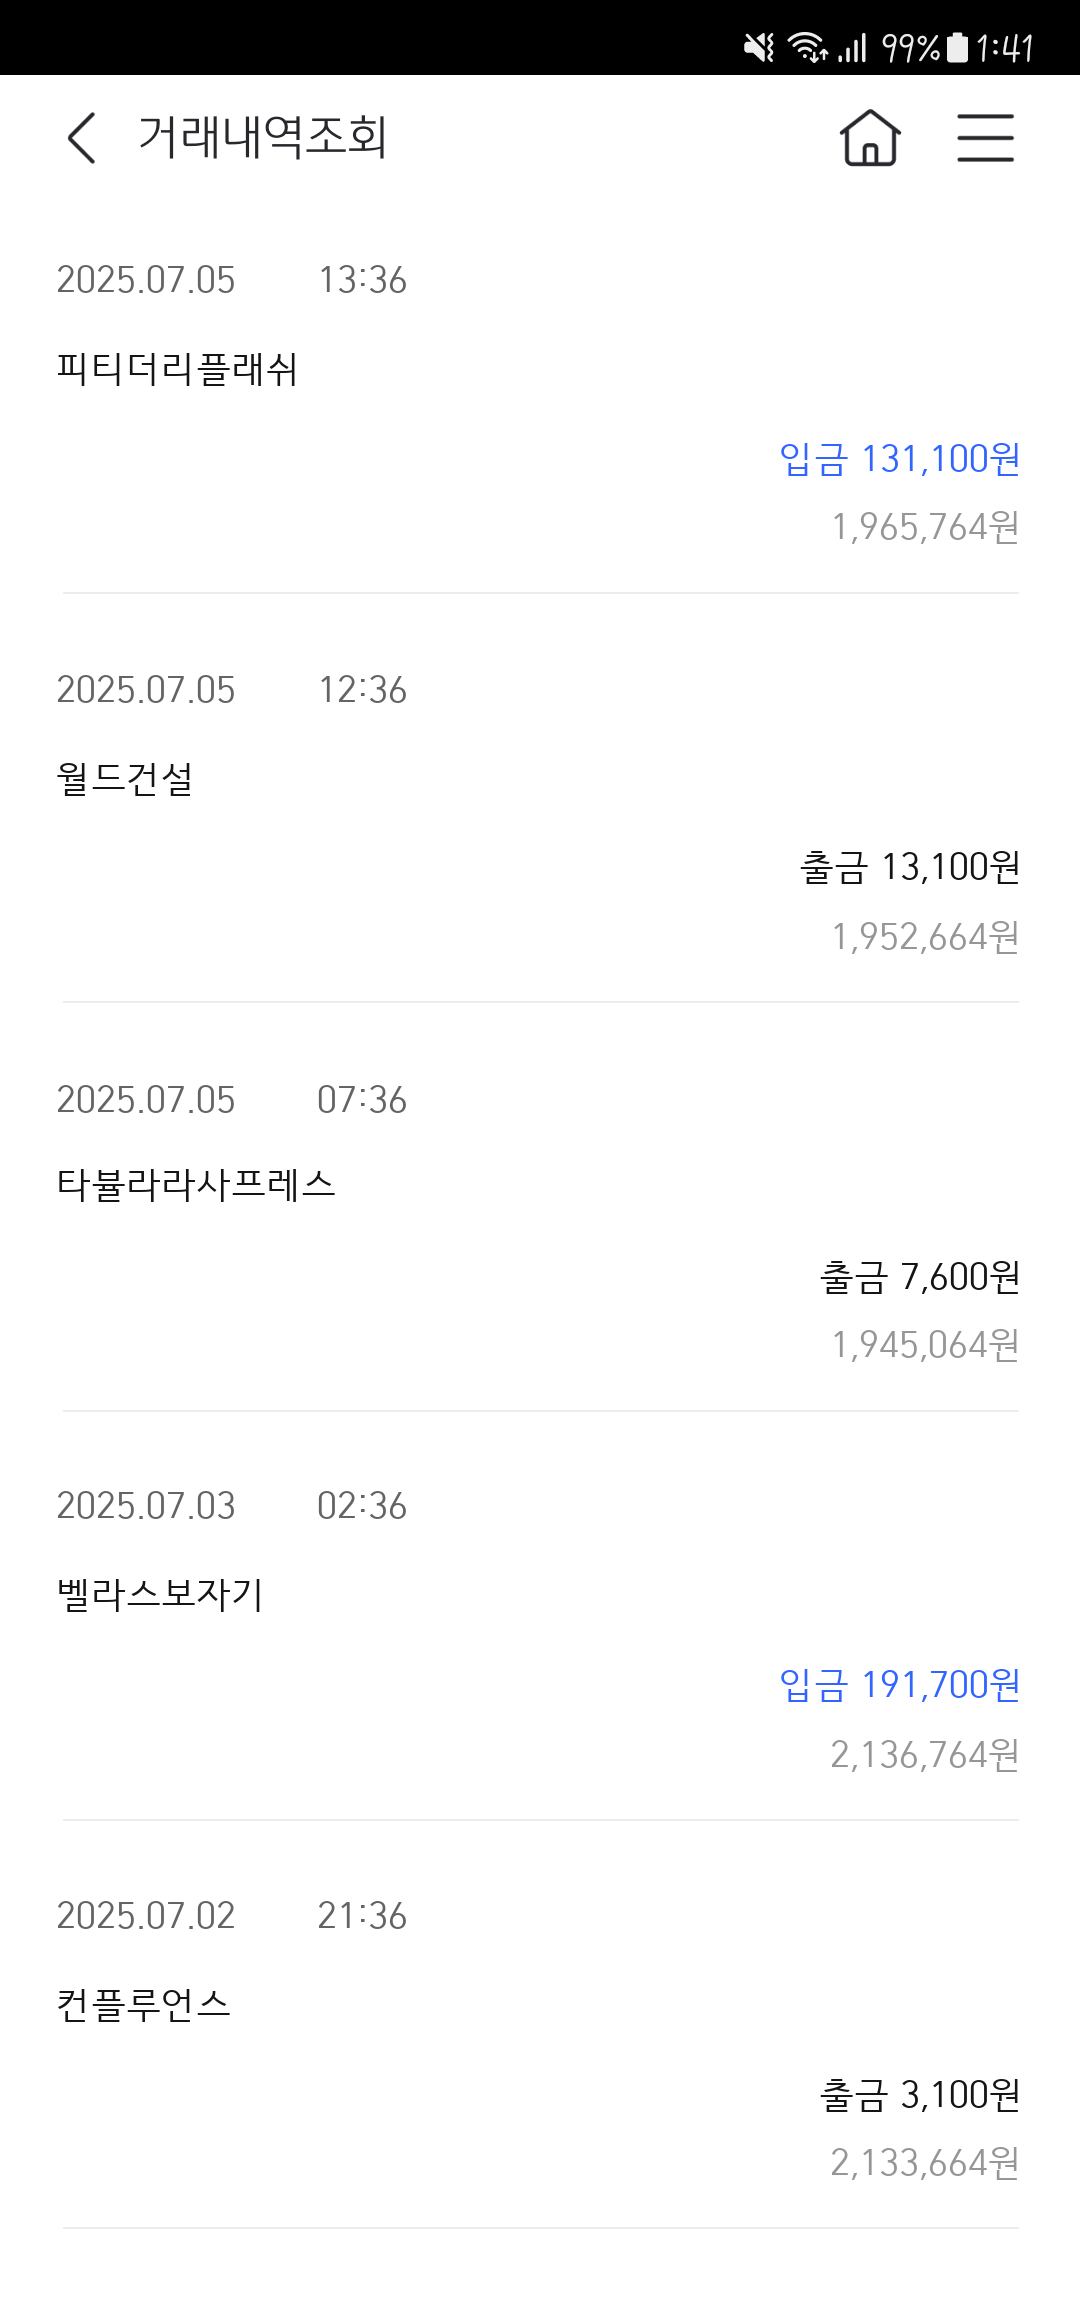 99% 1:41
거래내역조회
2025.07.05 13:36
피티더리플래쉬
입금 131,100원
1,965,764원
2025.07.05 12:36
월드건설
출금 13,100원
1,952,664원
2025.07.05 07:36
타뷸라라사프레스
출금 7,600원
1,945,064원
2025.07.03 02:36
벨라스보자기
입금 191,700원
2,136,764원
2025.07.02 21:36
컨플루언스
출금 3,100원
2,133,664원